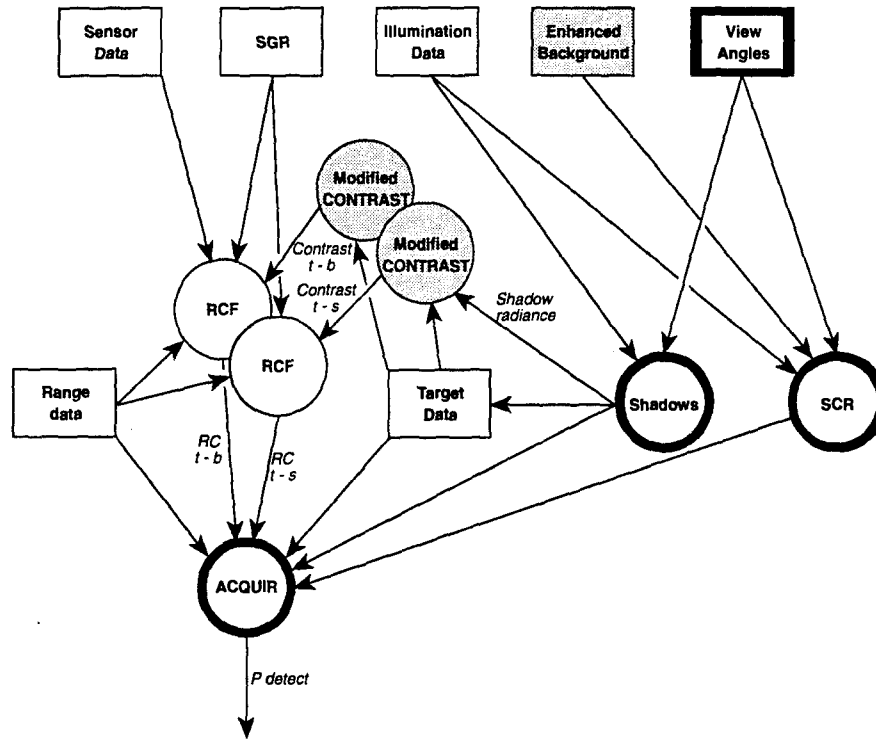 Sensor
Data
SGR
Illumination
Data
Enhanced
Background
View
Angles
Modified
CONTRAST
Modified
CONTRAST
Contrast
t - b
Contrast
t - s
Shadow
radiance
RCF
RCF
Range
data
Target
Data
Shadows
SCR
RC
t - b
RC
t - s
ACQUIR
P detect